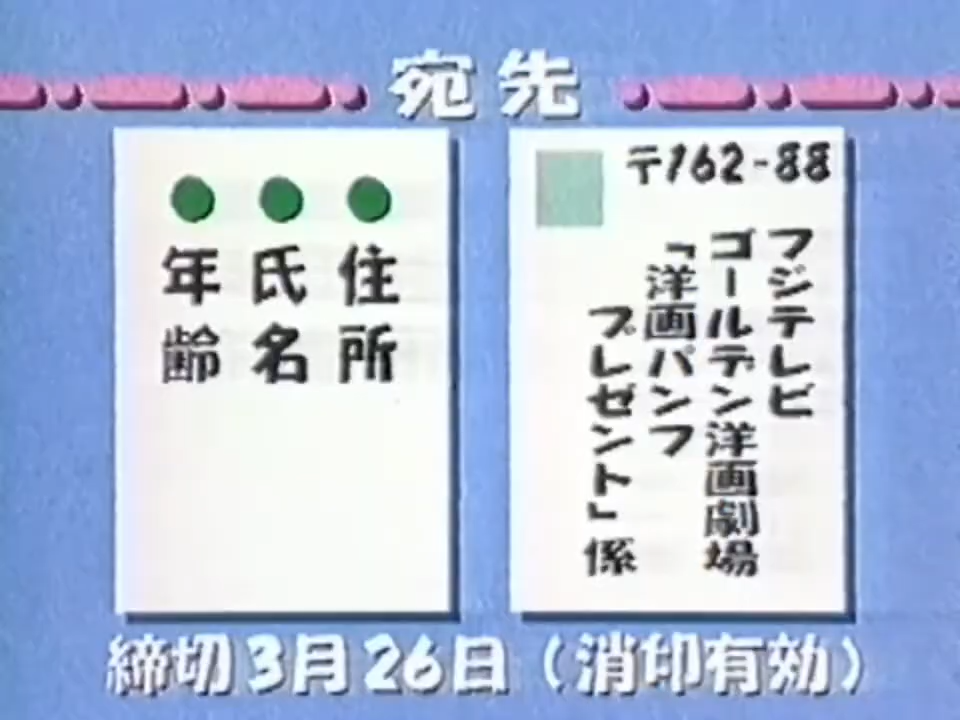 宛先
〒162-88
フジテレビ
ゴールデン洋画劇場
「洋画パンフ
プレゼント」係
住所
氏名
年齢
締切3月26日(消印有効)